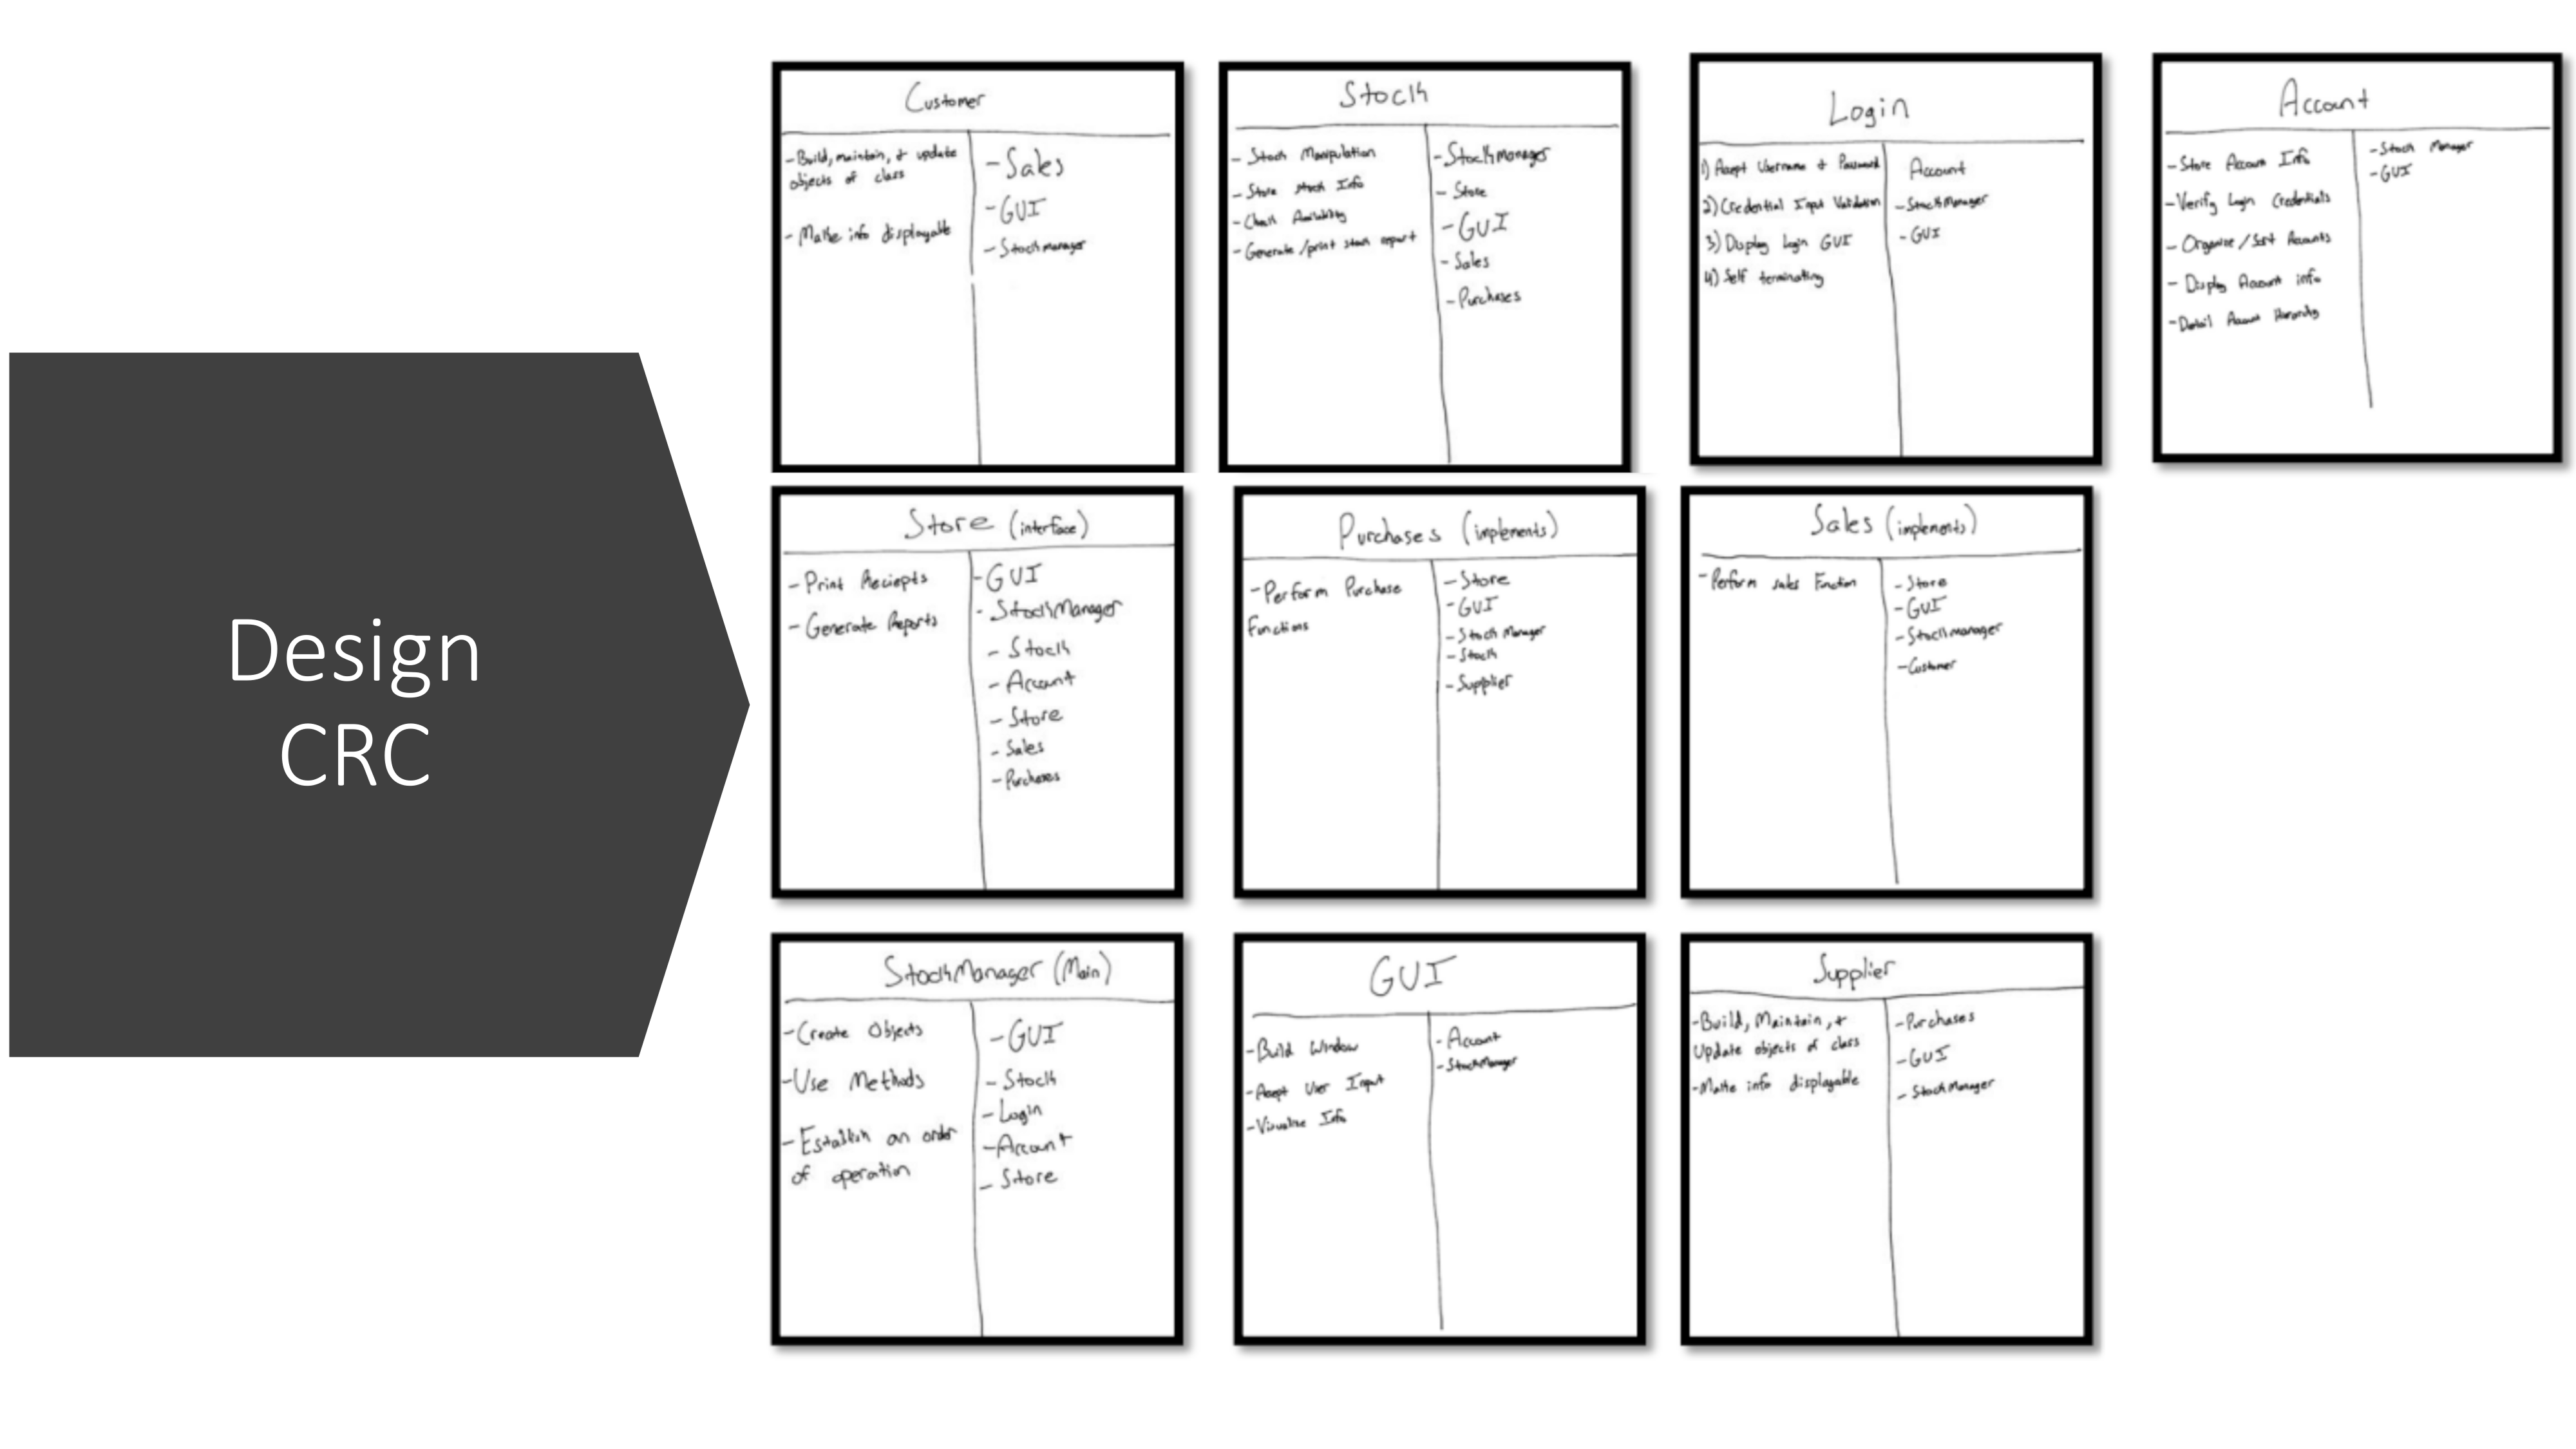 Design
CRC
Customer
- Build, maintain, + update
objects of class
- Make info displayable
- Sales
- GUI
- Stockmanager
Stock
- Stock Manipulation
- Store stock Info
- Check Availability
- Generate/print stock report
- StockManager
- Store
- GUI
- Sales
- Purchases
Login
1) Accept Username + Password
2) Credential Input Validation
3) Display Login GUI
4) Self terminating
Account
- StockManager
- GUI
Account
- Store Account Info
- Verify Login Credentials
- Organize/Sort Accounts
- Display Account info
- Detail Account Hierarchy
- Stock Manager
- GUI
Store (interface)
- Print Reciepts
- Generate Reports
- GUI
- StockManager
- Stock
- Account
- Store
- Sales
- Purchases
Purchases (implements)
- Perform Purchase
Functions
- Store
- GUI
- Stock Manager
- Stock
- Supplier
Sales (implements)
- Perform sales Function
- Store
- GUI
- Stockmanager
- Customer
StockManager (Main)
- Create Objects
- Use Methods
- Establish an order
of operation
- GUI
- Stock
- Login
- Account
- Store
GUI
- Build Window
- Accept User Input
- Visualize Info
- Account
- StockManager
Supplier
- Build, Maintain, +
Update objects of class
- Make info displayable
- Purchases
- GUI
- StockManager